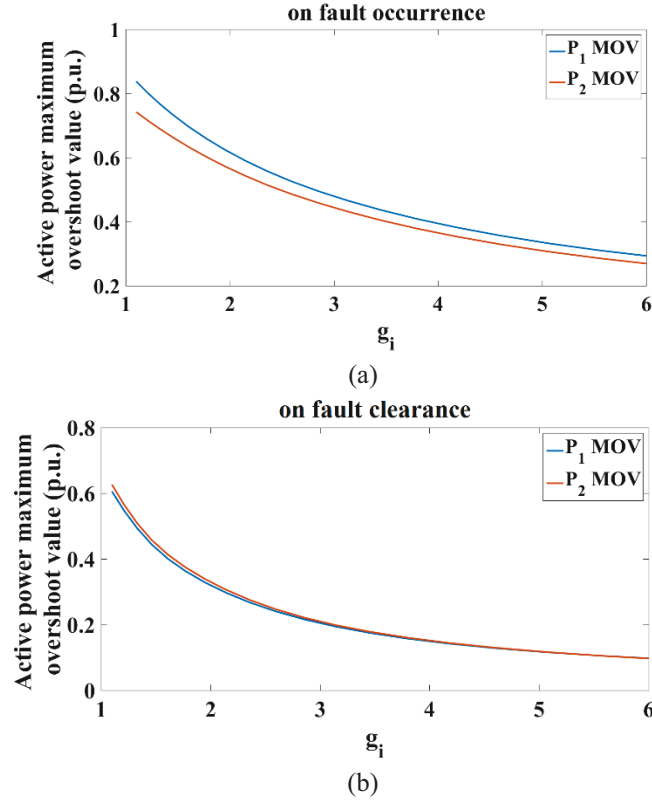 on fault occurrence
Active power maximum
overshoot value (p.u.)
1
0.8
0.6
0.4
0.2
P1 MOV
P2 MOV
1 2 3 4 5 6
gi
(a)
on fault clearance
Active power maximum
overshoot value (p.u.)
0.8
0.6
0.4
0.2
0
P1 MOV
P2 MOV
1 2 3 4 5 6
gi
(b)